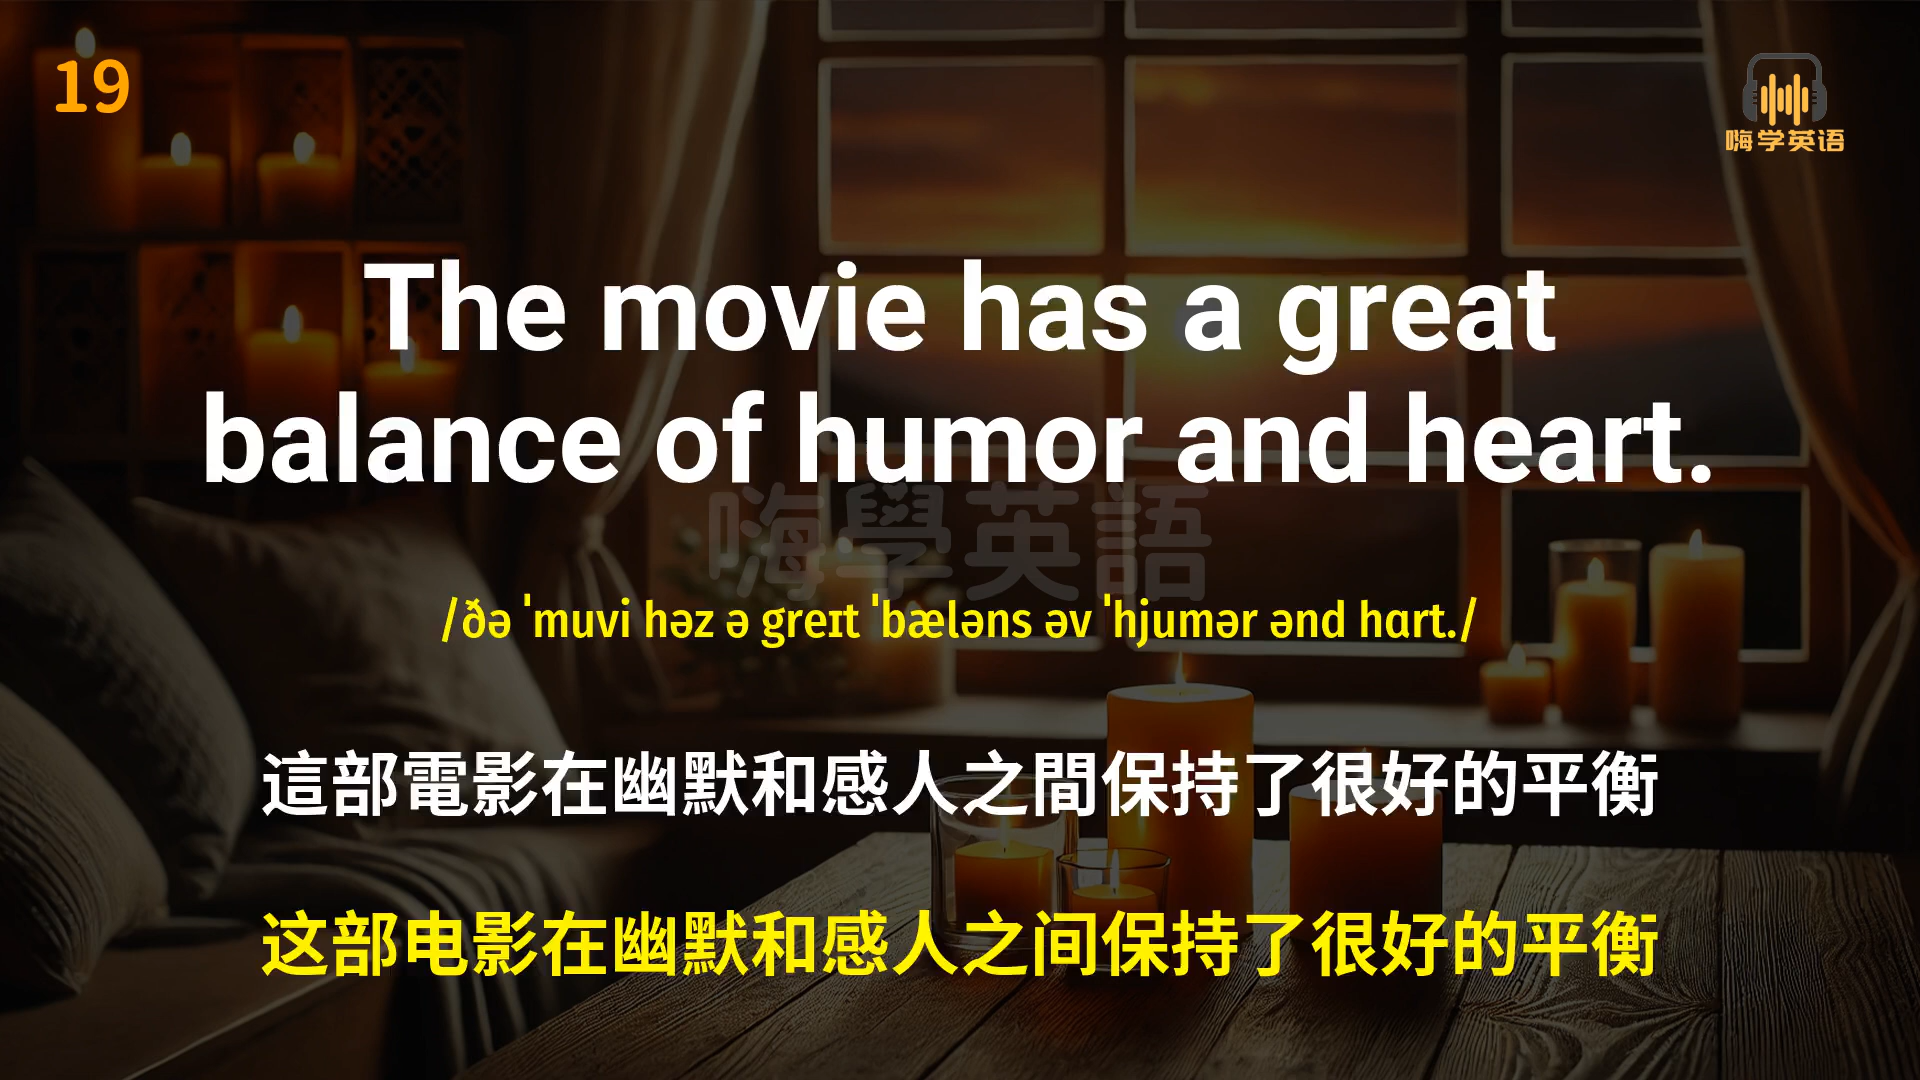 19
嗨学英语
The movie has a great
balance of humor and heart.
嗨學英語
/ðə ˈmuvi həz ə ɡreɪt ˈbæləns əv ˈhjumər ənd hɑrt./
這部電影在幽默和感人之間保持了很好的平衡
这部电影在幽默和感人之间保持了很好的平衡